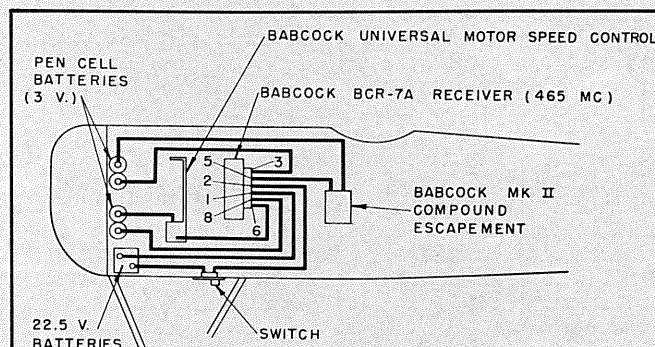 BABCOCK UNIVERSAL MOTOR SPEED CONTROL
PEN CELL
BATTERIES
(3 V.)
BABCOCK BCR-7A RECEIVER (465 MC)
5
3
2
1
8
6
BABCOCK MK II
COMPOUND
ESCAPEMENT
22.5 V.
BATTERIES
SWITCH